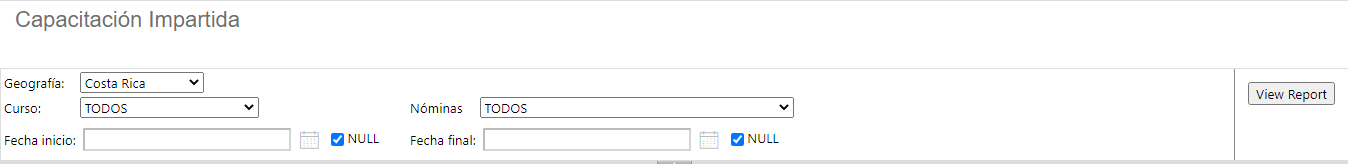 Capacitación Impartida
Geografía: Costa Rica
View Report
Curso: TODOS Nóminas TODOS
Fecha inicio: NULL Fecha final: NULL